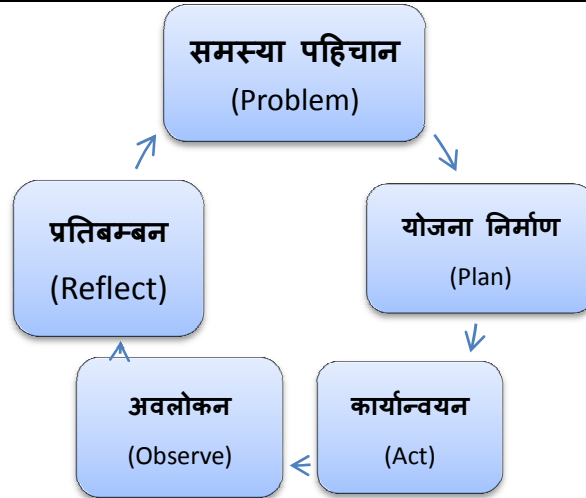 समस्या पहिचान
(Problem)
योजना निर्माण
(Plan)
कार्यान्वयन
(Act)
अवलोकन
(Observe)
प्रतिबम्बन
(Reflect)